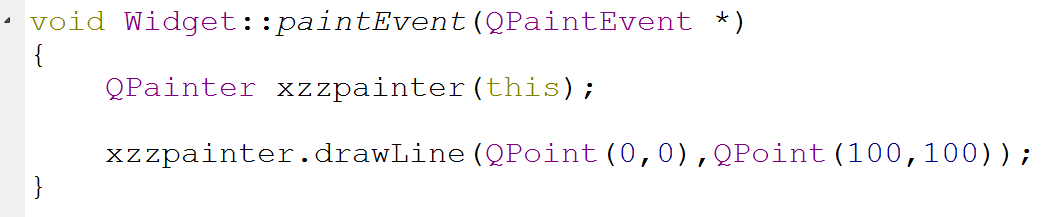 void Widget::paintEvent(QPaintEvent *)
{
    QPainter xzzpainter(this);

    xzzpainter.drawLine(QPoint(0,0),QPoint(100,100));
}